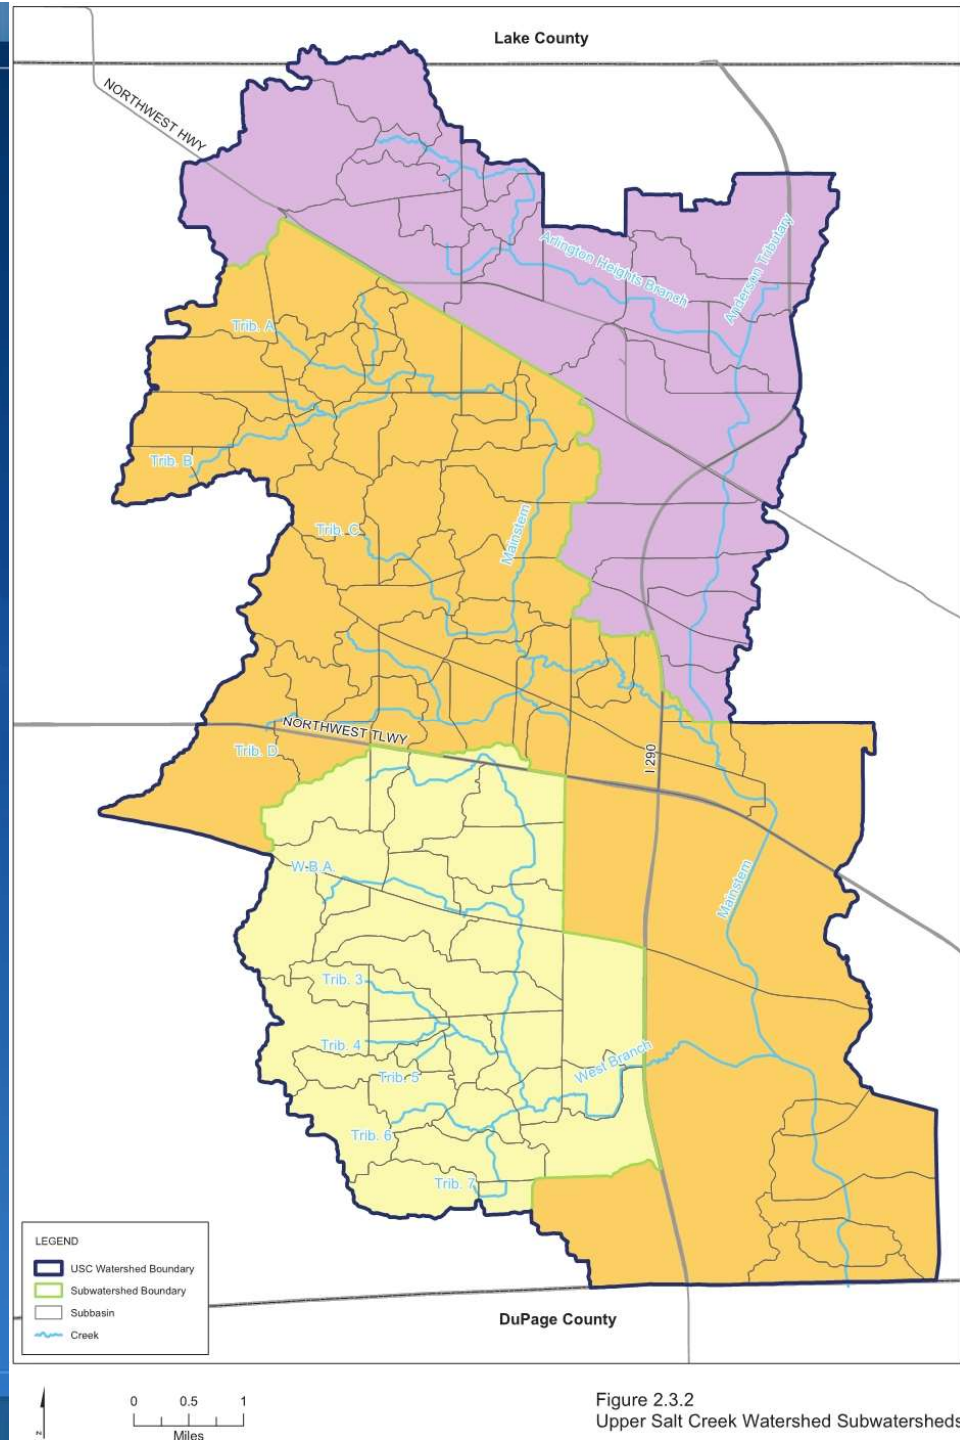 Lake County
NORTHWEST HWY
Arlington Heights Branch
Anderson Tributary
Trib. A
Trib. B
Trib. C
Mainstem
NORTHWEST TLWY
Trib. D
I 290
W.B.A.
Mainstem
Trib. 3
Trib. 4
Trib. 5
West Branch
Trib. 6
Trib. 7
LEGEND
USC Watershed Boundary
Subwatershed Boundary
Subbasin
Creek
DuPage County
0 0.5 1
Miles
z
Figure 2.3.2
Upper Salt Creek Watershed Subwatersheds